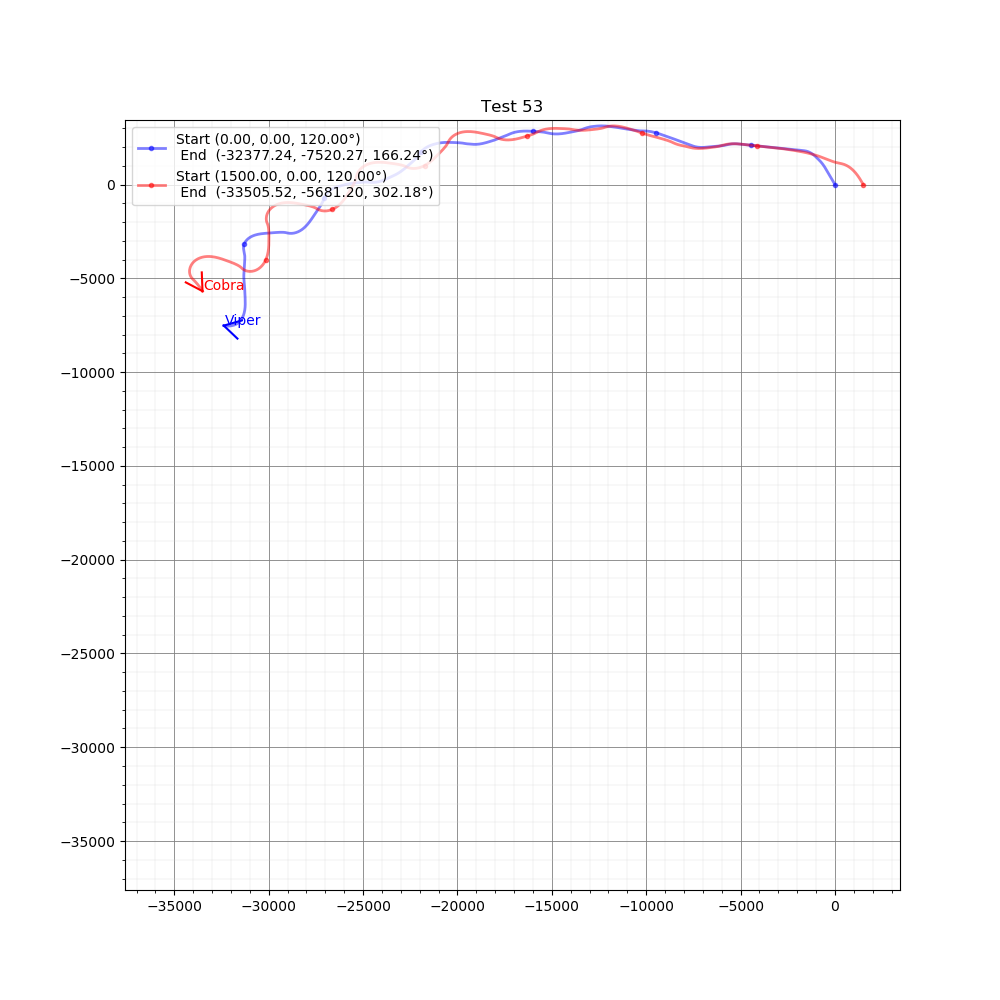 Test 53
Start (0.00, 0.00, 120.00°)
End (-32377.24, -7520.27, 166.24°)
Start (1500.00, 0.00, 120.00°)
End (-33505.52, -5681.20, 302.18°)
0
−5000
−10000
−15000
−20000
−25000
−30000
−35000
Cobra
Viper
−35000 −30000 −25000 −20000 −15000 −10000 −5000 0